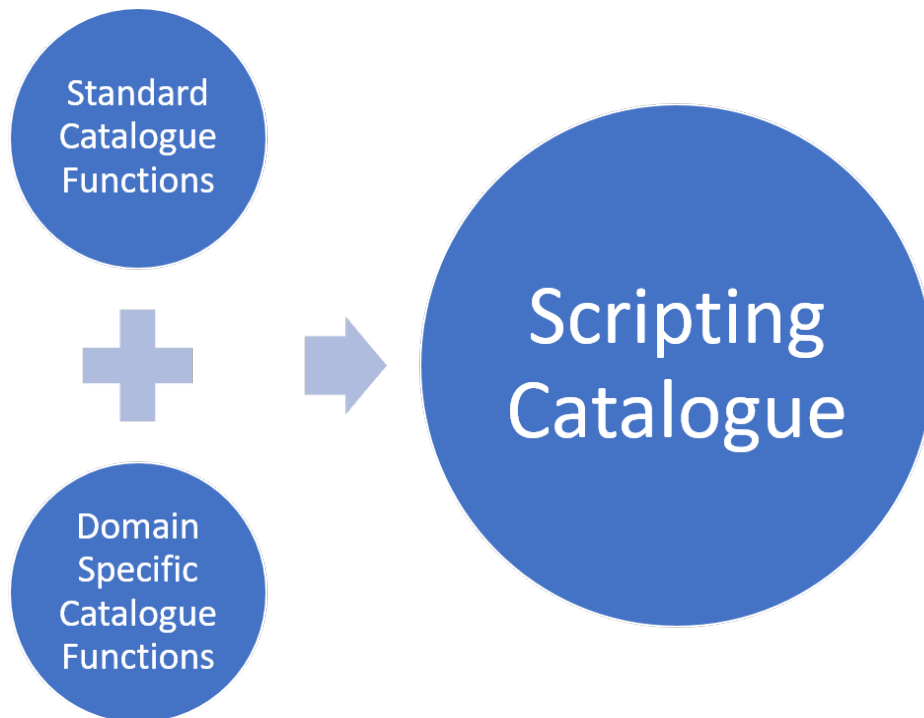 Standard
Catalogue
Functions
Scripting
Catalogue
Domain
Specific
Catalogue
Functions